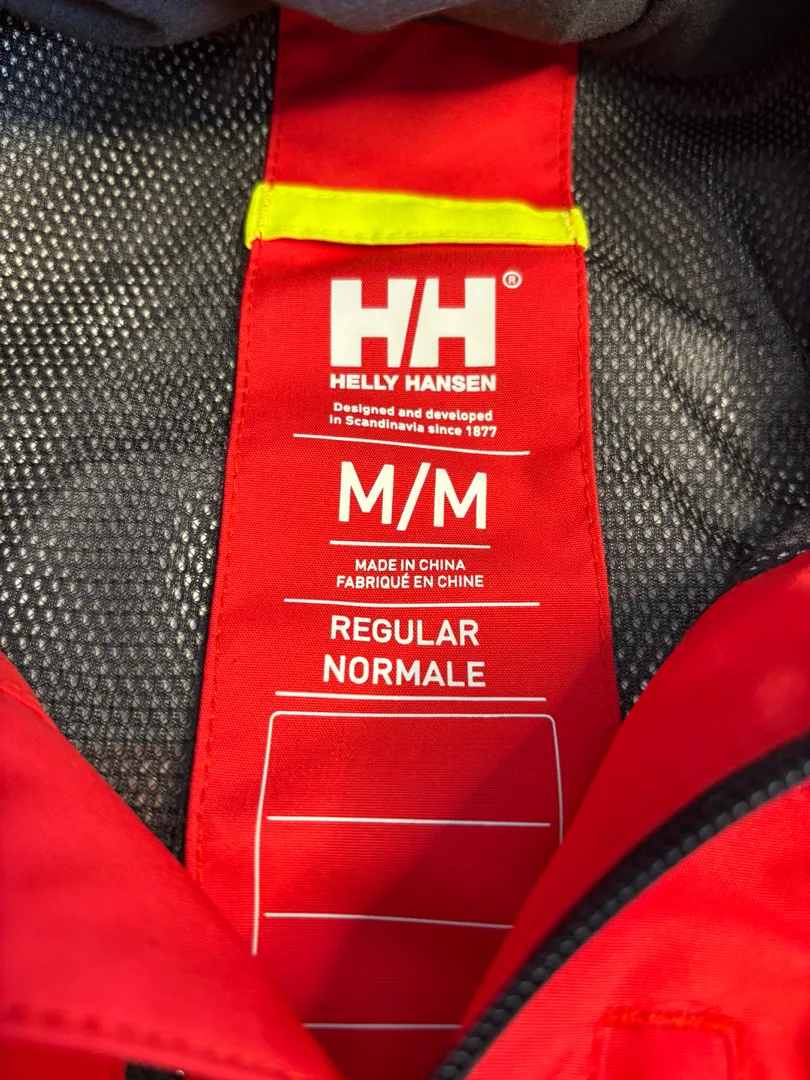 HH®
HELLY HANSEN
Designed and developed
in Scandinavia since 1877
M/M
MADE IN CHINA
FABRIQUÉ EN CHINE
REGULAR
NORMALE